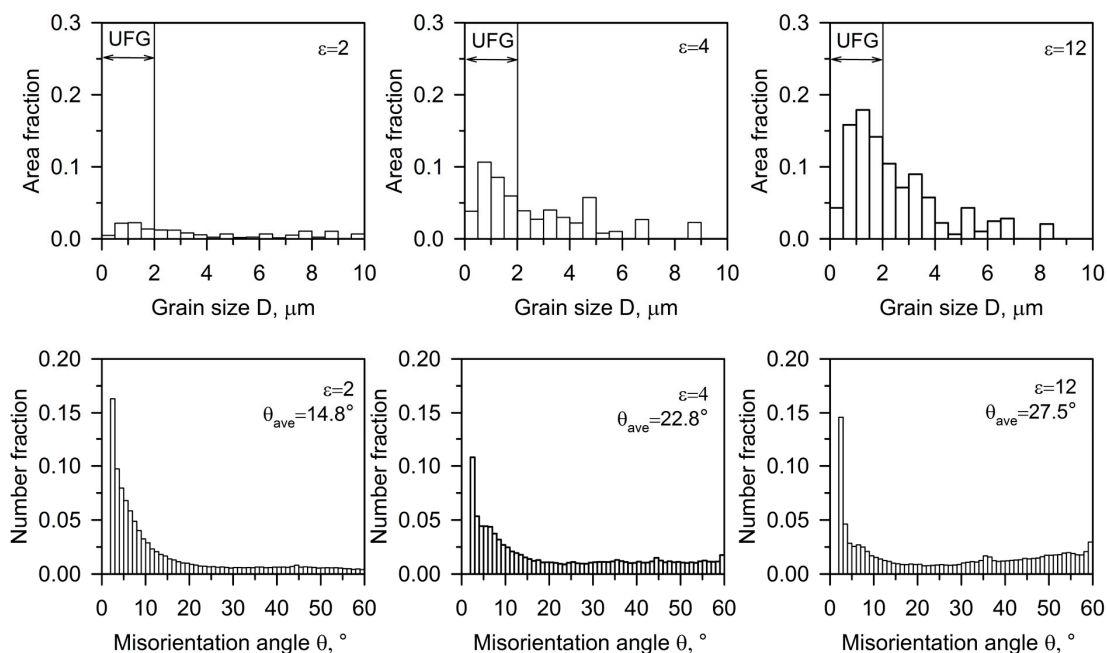 0.3
UFG
ε=2
0.2
Area fraction
0.1
0.0
0 2 4 6 8 10
Grain size D, μm
0.3
UFG
ε=4
0.2
Area fraction
0.1
0.0
0 2 4 6 8 10
Grain size D, μm
0.3
UFG
ε=12
0.2
Area fraction
0.1
0.0
0 2 4 6 8 10
Grain size D, μm
0.20
ε=2
θave=14.8°
0.15
Number fraction
0.10
0.05
0.00
0 10 20 30 40 50 60
Misorientation angle θ, °
0.20
ε=4
θave=22.8°
0.15
Number fraction
0.10
0.05
0.00
0 10 20 30 40 50 60
Misorientation angle θ, °
0.20
ε=12
θave=27.5°
0.15
Number fraction
0.10
0.05
0.00
0 10 20 30 40 50 60
Misorientation angle θ, °